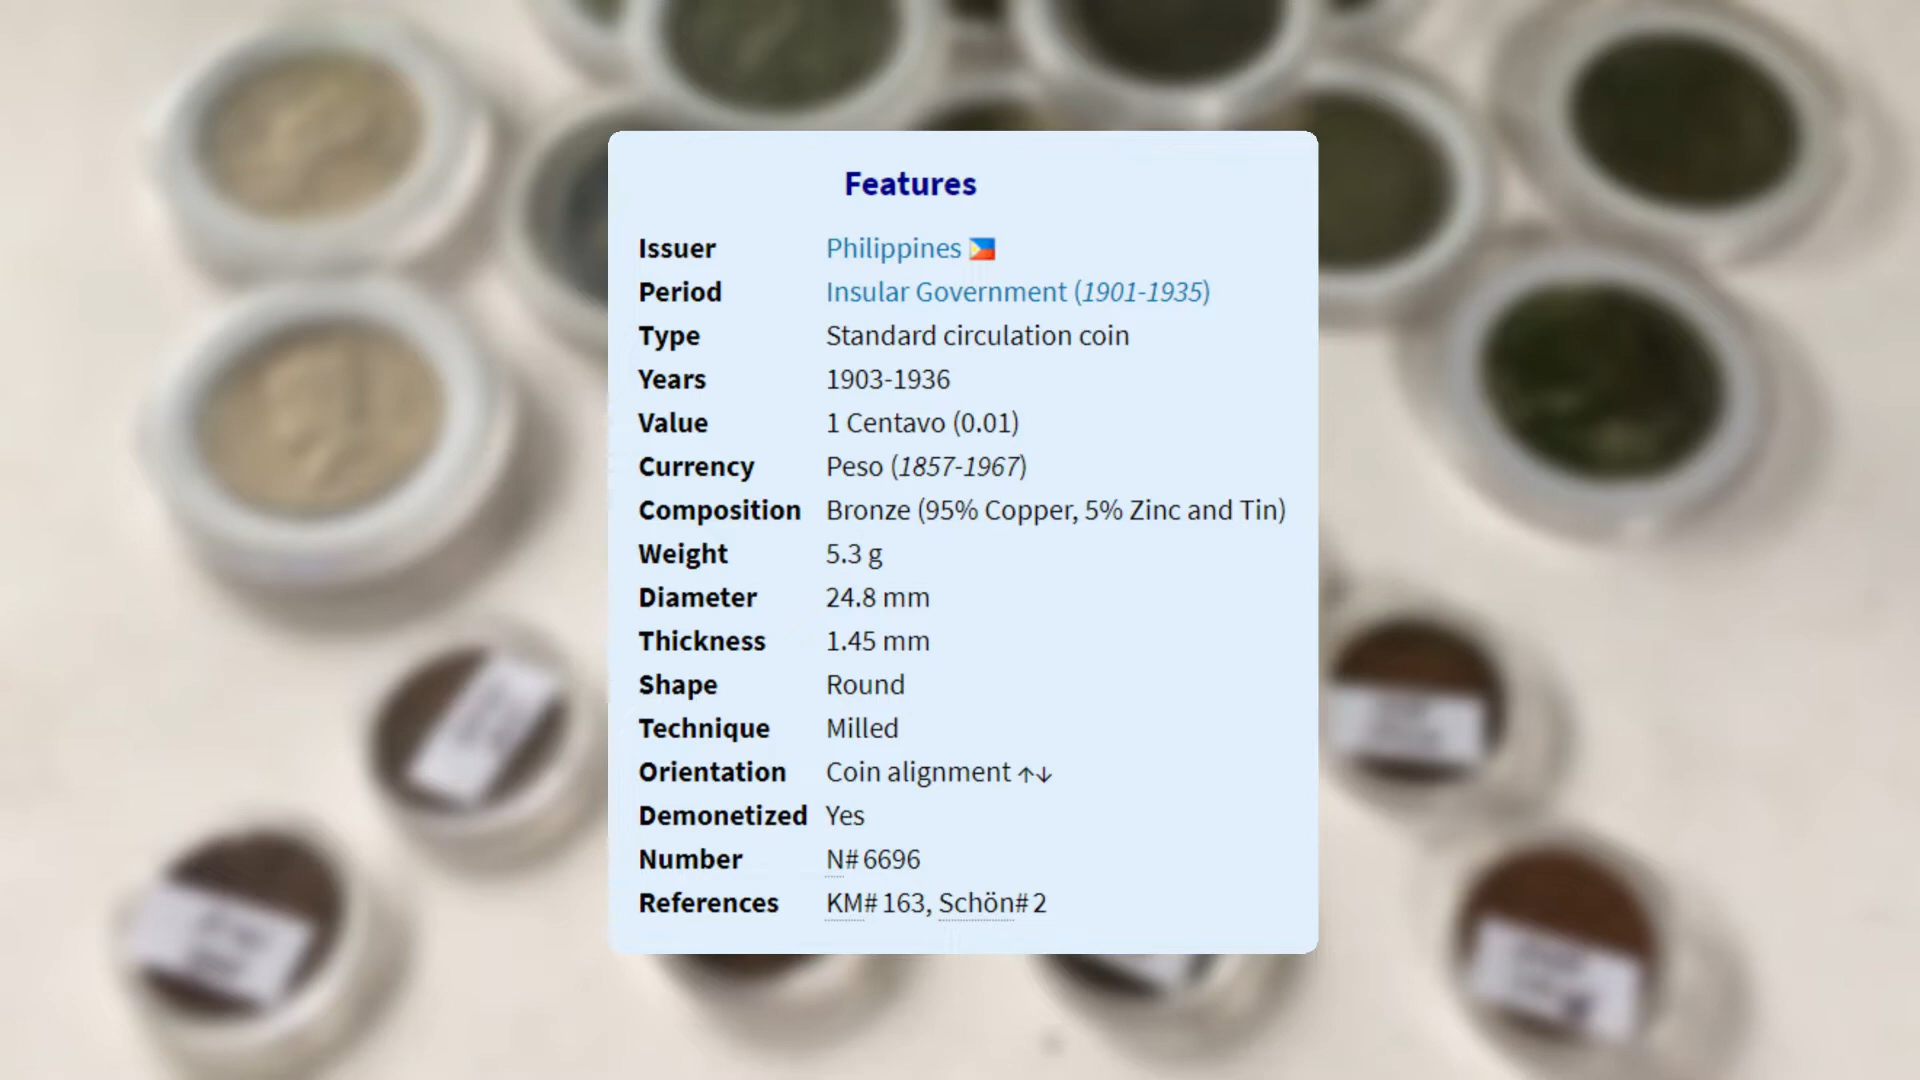 Features
Issuer Philippines
Period Insular Government (1901-1935)
Type Standard circulation coin
Years 1903-1936
Value 1 Centavo (0.01)
Currency Peso (1857-1967)
Composition Bronze (95% Copper, 5% Zinc and Tin)
Weight 5.3 g
Diameter 24.8 mm
Thickness 1.45 mm
Shape Round
Technique Milled
Orientation Coin alignment ↑↓
Demonetized Yes
Number N# 6696
References KM# 163, Schön# 2